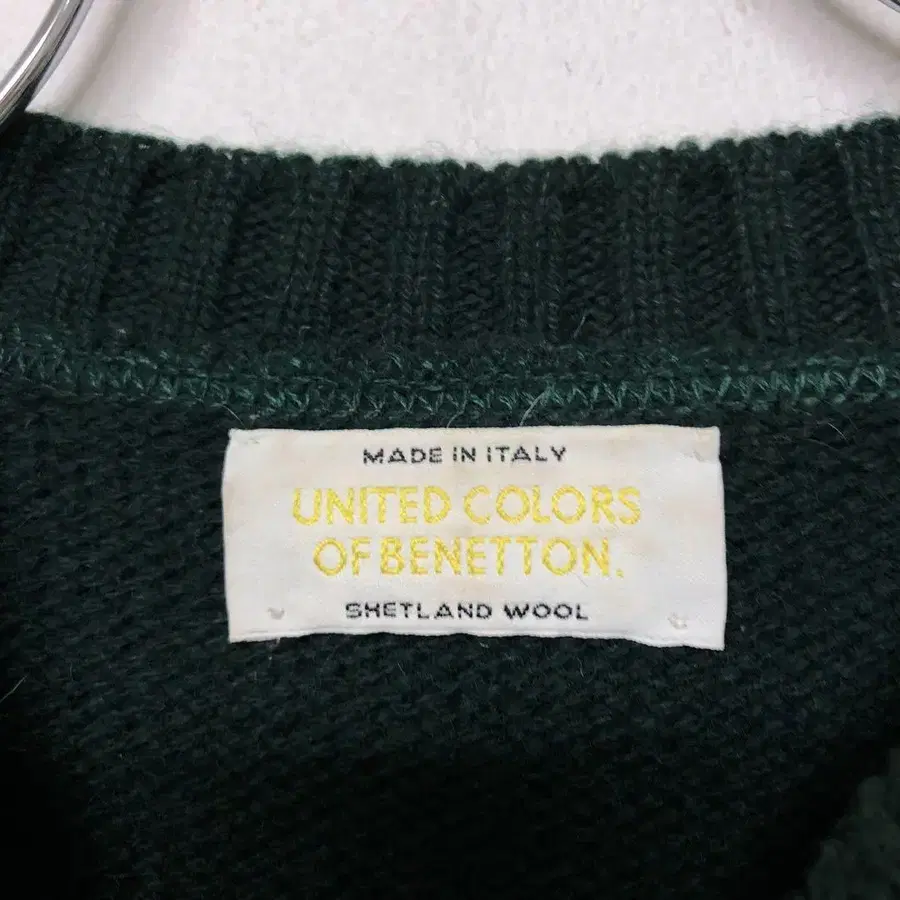 MADE IN ITALY
UNITED COLORS
OF BENETTON.
SHETLAND WOOL